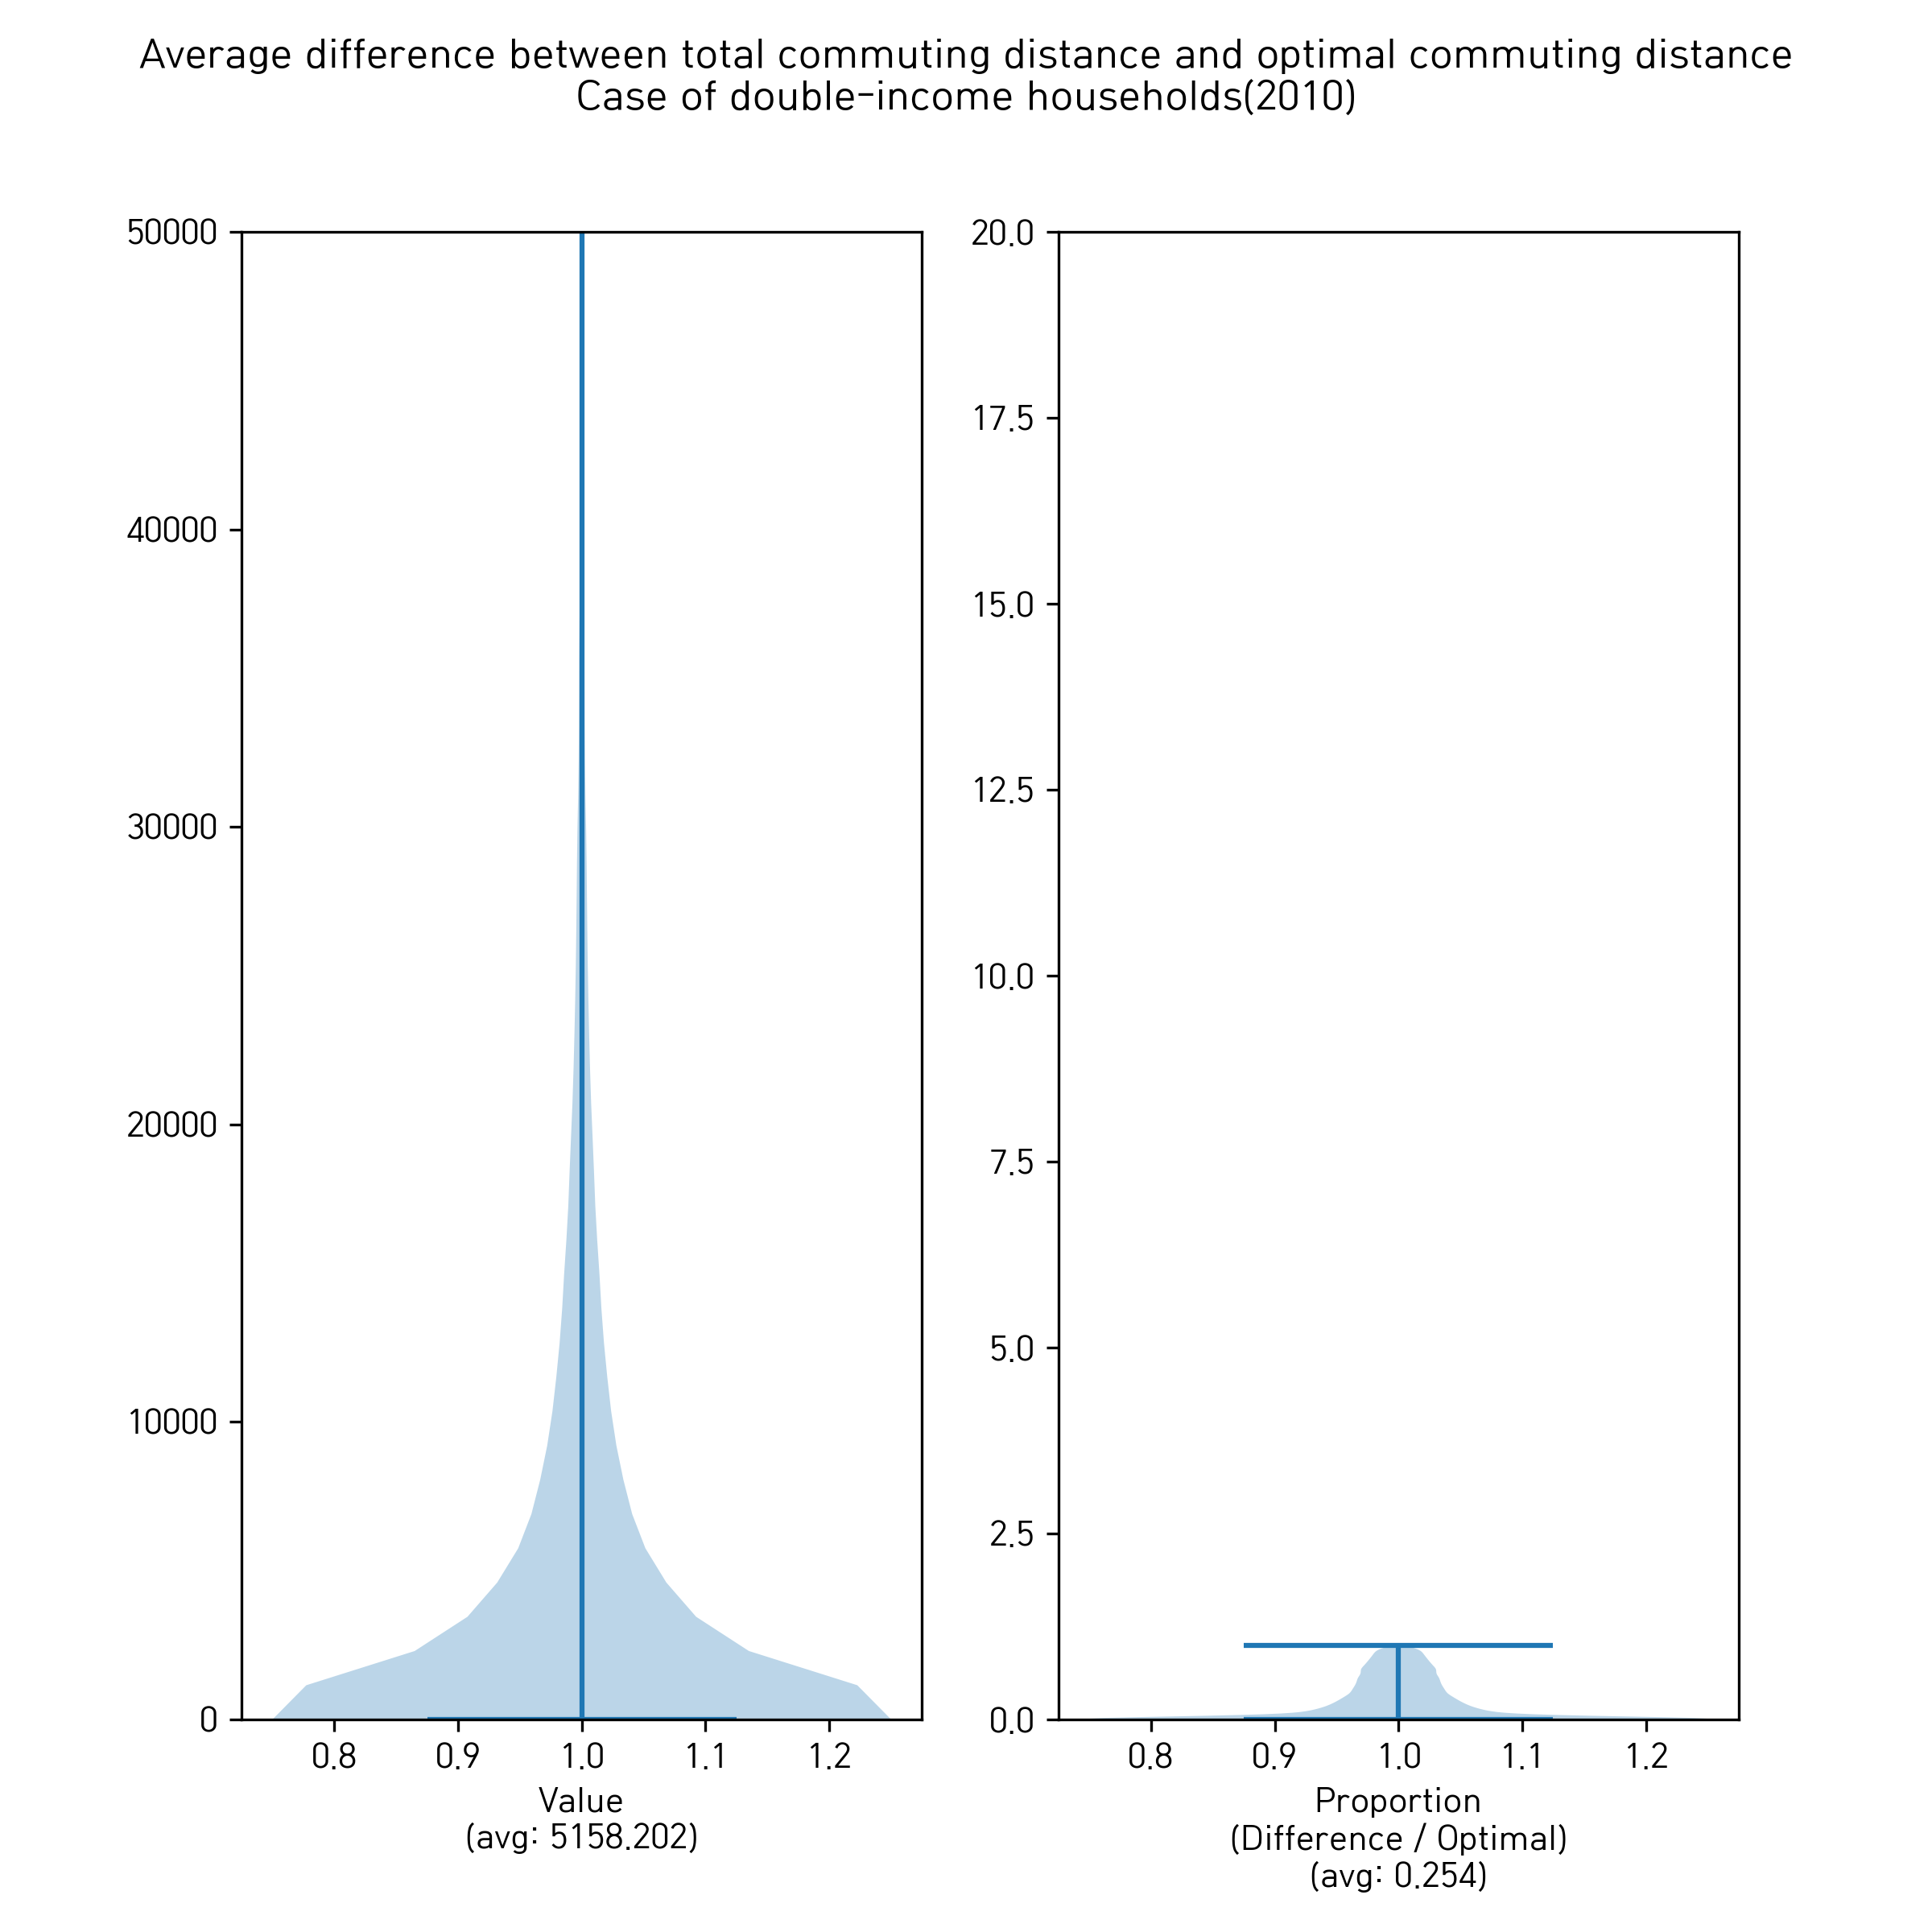 Average difference between total commuting distance and optimal commuting distance
Case of double-income households(2010)
50000
40000
30000
20000
10000
0
0.8 0.9 1.0 1.1 1.2
Value
(avg: 5158.202)
20.0
17.5
15.0
12.5
10.0
7.5
5.0
2.5
0.0
0.8 0.9 1.0 1.1 1.2
Proportion
(Difference / Optimal)
(avg: 0.254)